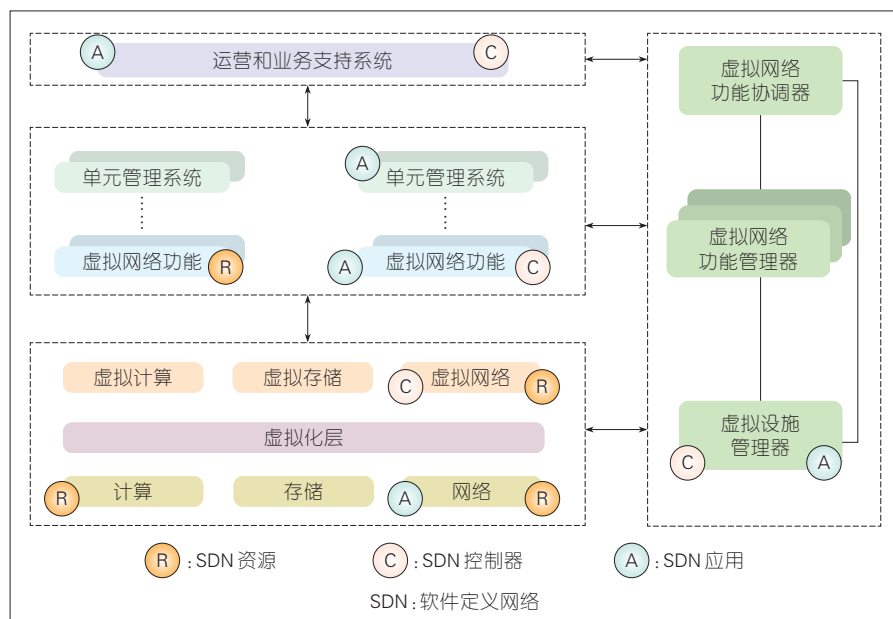 A 运营和业务支持系统 C
虚拟网络
功能协调器
单元管理系统
A 单元管理系统
虚拟网络功能 R
A 虚拟网络功能 C
虚拟网络
功能管理器
虚拟计算
虚拟存储
C 虚拟网络 R
虚拟化层
R 计算
存储
A 网络 R
虚拟设施
管理器
C A
R :SDN 资源
C :SDN 控制器
A :SDN 应用
SDN:软件定义网络